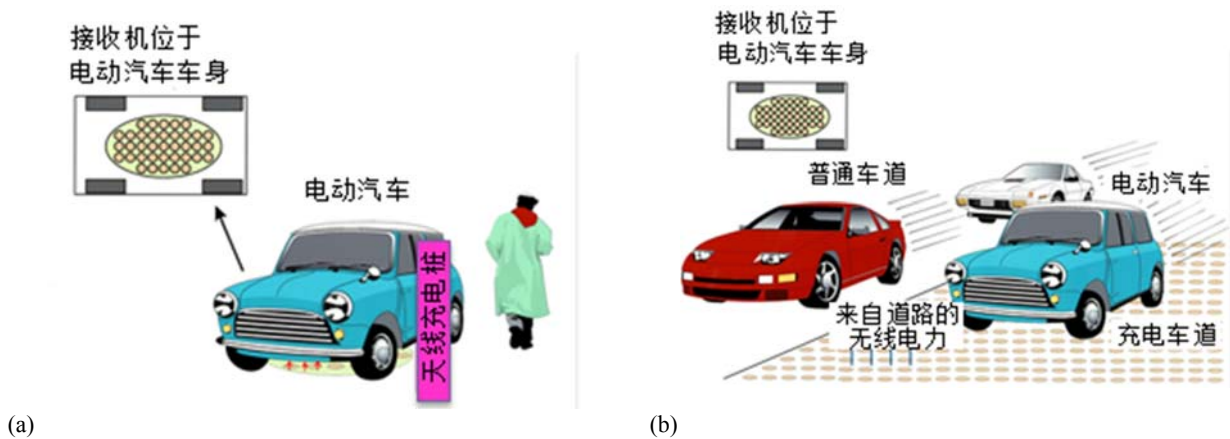 接收机位于
电动汽车车身
电动汽车
天线充电桩
(a)
接收机位于
电动汽车车身
普通车道
电动汽车
来自道路的
无线电力
充电车道
(b)